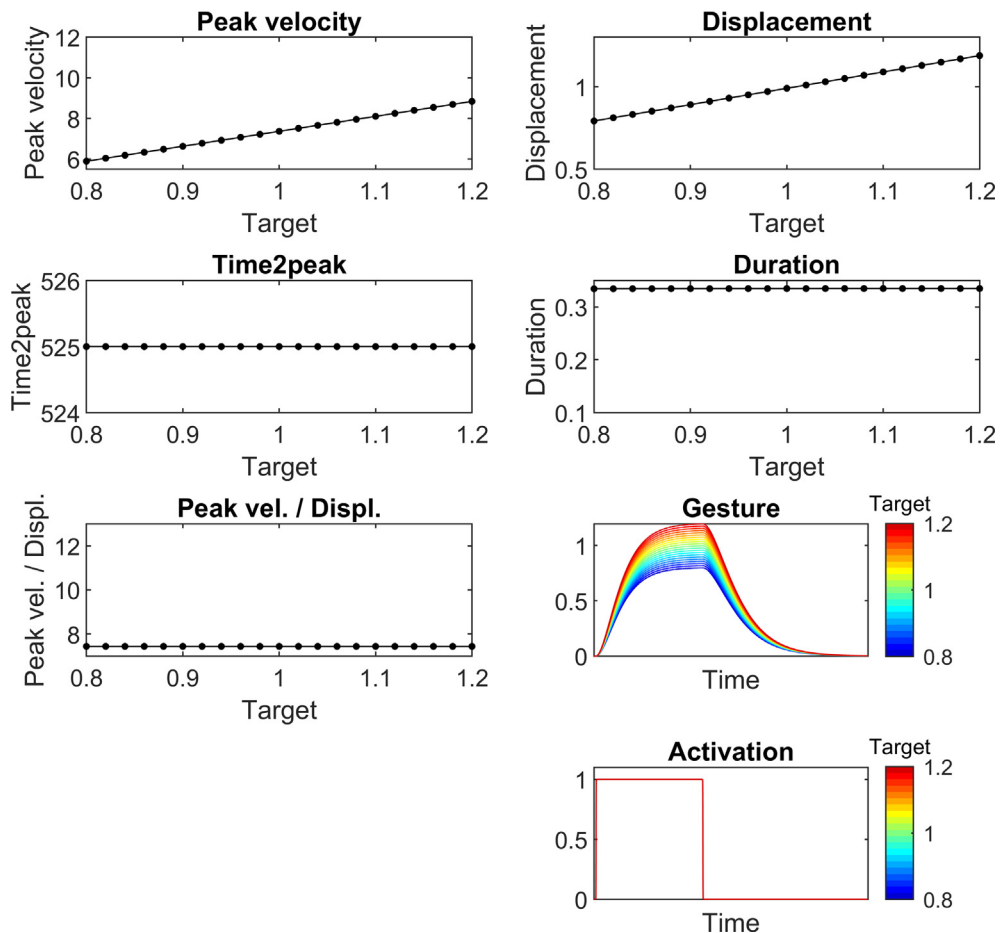 Peak velocity
12
10
8
6
Peak velocity
0.8 0.9 1 1.1 1.2
Target
Displacement
1
0.5
Displacement
0.8 0.9 1 1.1 1.2
Target
Time2peak
526
525
524
Time2peak
0.8 0.9 1 1.1 1.2
Target
Duration
0.3
0.2
0.1
Duration
0.8 0.9 1 1.1 1.2
Target
Peak vel. / Displ.
12
10
8
Peak vel. / Displ.
0.8 0.9 1 1.1 1.2
Target
Gesture
1
0.5
0
Time
Target
1.2
1
0.8
Activation
1
0.5
0
Time
Target
1.2
1
0.8